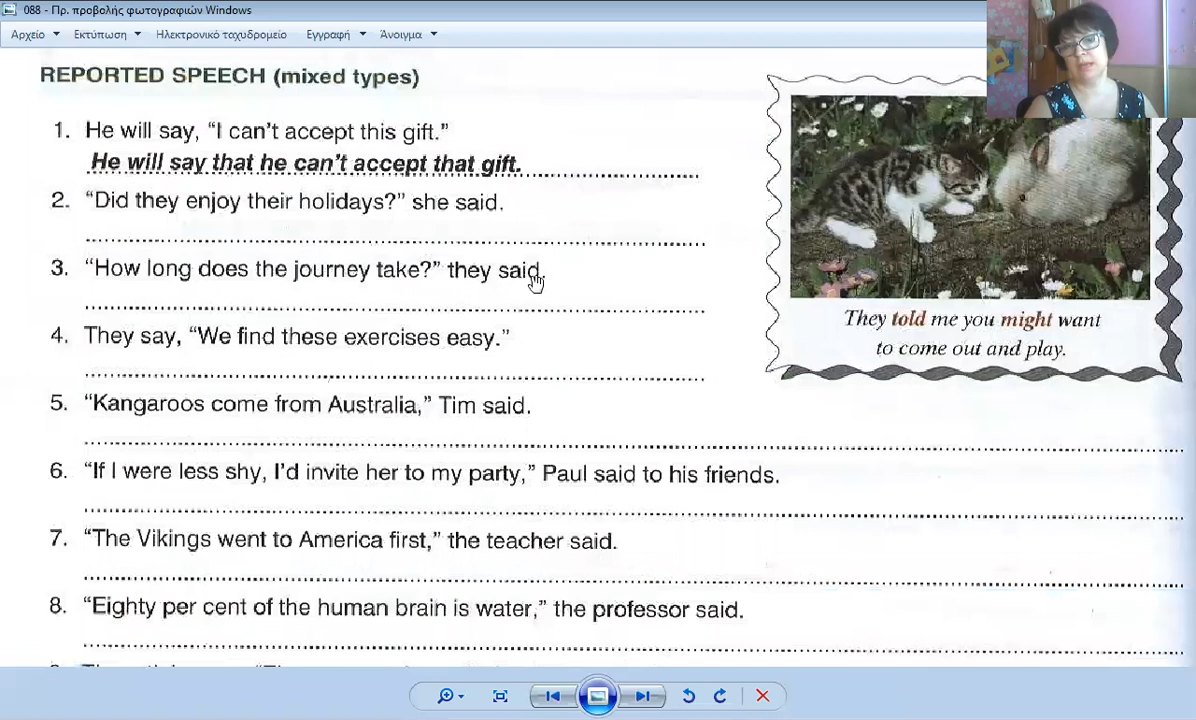 088 - Πρ. προβολής φωτογραφιών Windows
Αρχείο Εκτύπωση Ηλεκτρονικό ταχυδρομείο Εγγραφή Άνοιγμα
REPORTED SPEECH (mixed types)
1. He will say, “I can’t accept this gift.”
He will say that he can’t accept that gift.
2. “Did they enjoy their holidays?” she said.
3. “How long does the journey take?” they said.
4. They say, “We find these exercises easy.”
5. “Kangaroos come from Australia,” Tim said.
6. “If I were less shy, I’d invite her to my party,” Paul said to his friends.
7. “The Vikings went to America first,” the teacher said.
8. “Eighty per cent of the human brain is water,” the professor said.
They told me you might want
to come out and play.